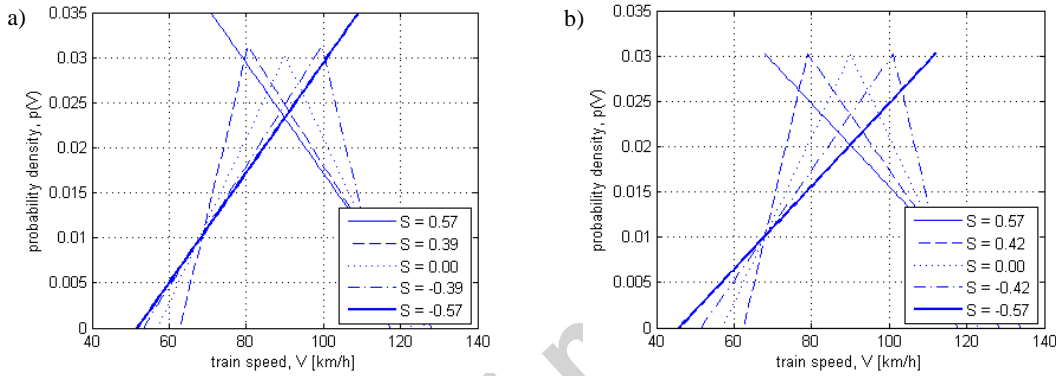 a)
0.035
0.03
0.025
0.02
0.015
0.01
0.005
0
probability density, p(V)
40 60 80 100 120 140
train speed, V [km/h]
S = 0.57
S = 0.39
S = 0.00
S = -0.39
S = -0.57
b)
0.035
0.03
0.025
0.02
0.015
0.01
0.005
0
probability density, p(V)
40 60 80 100 120 140
train speed, V [km/h]
S = 0.57
S = 0.42
S = 0.00
S = -0.42
S = -0.57